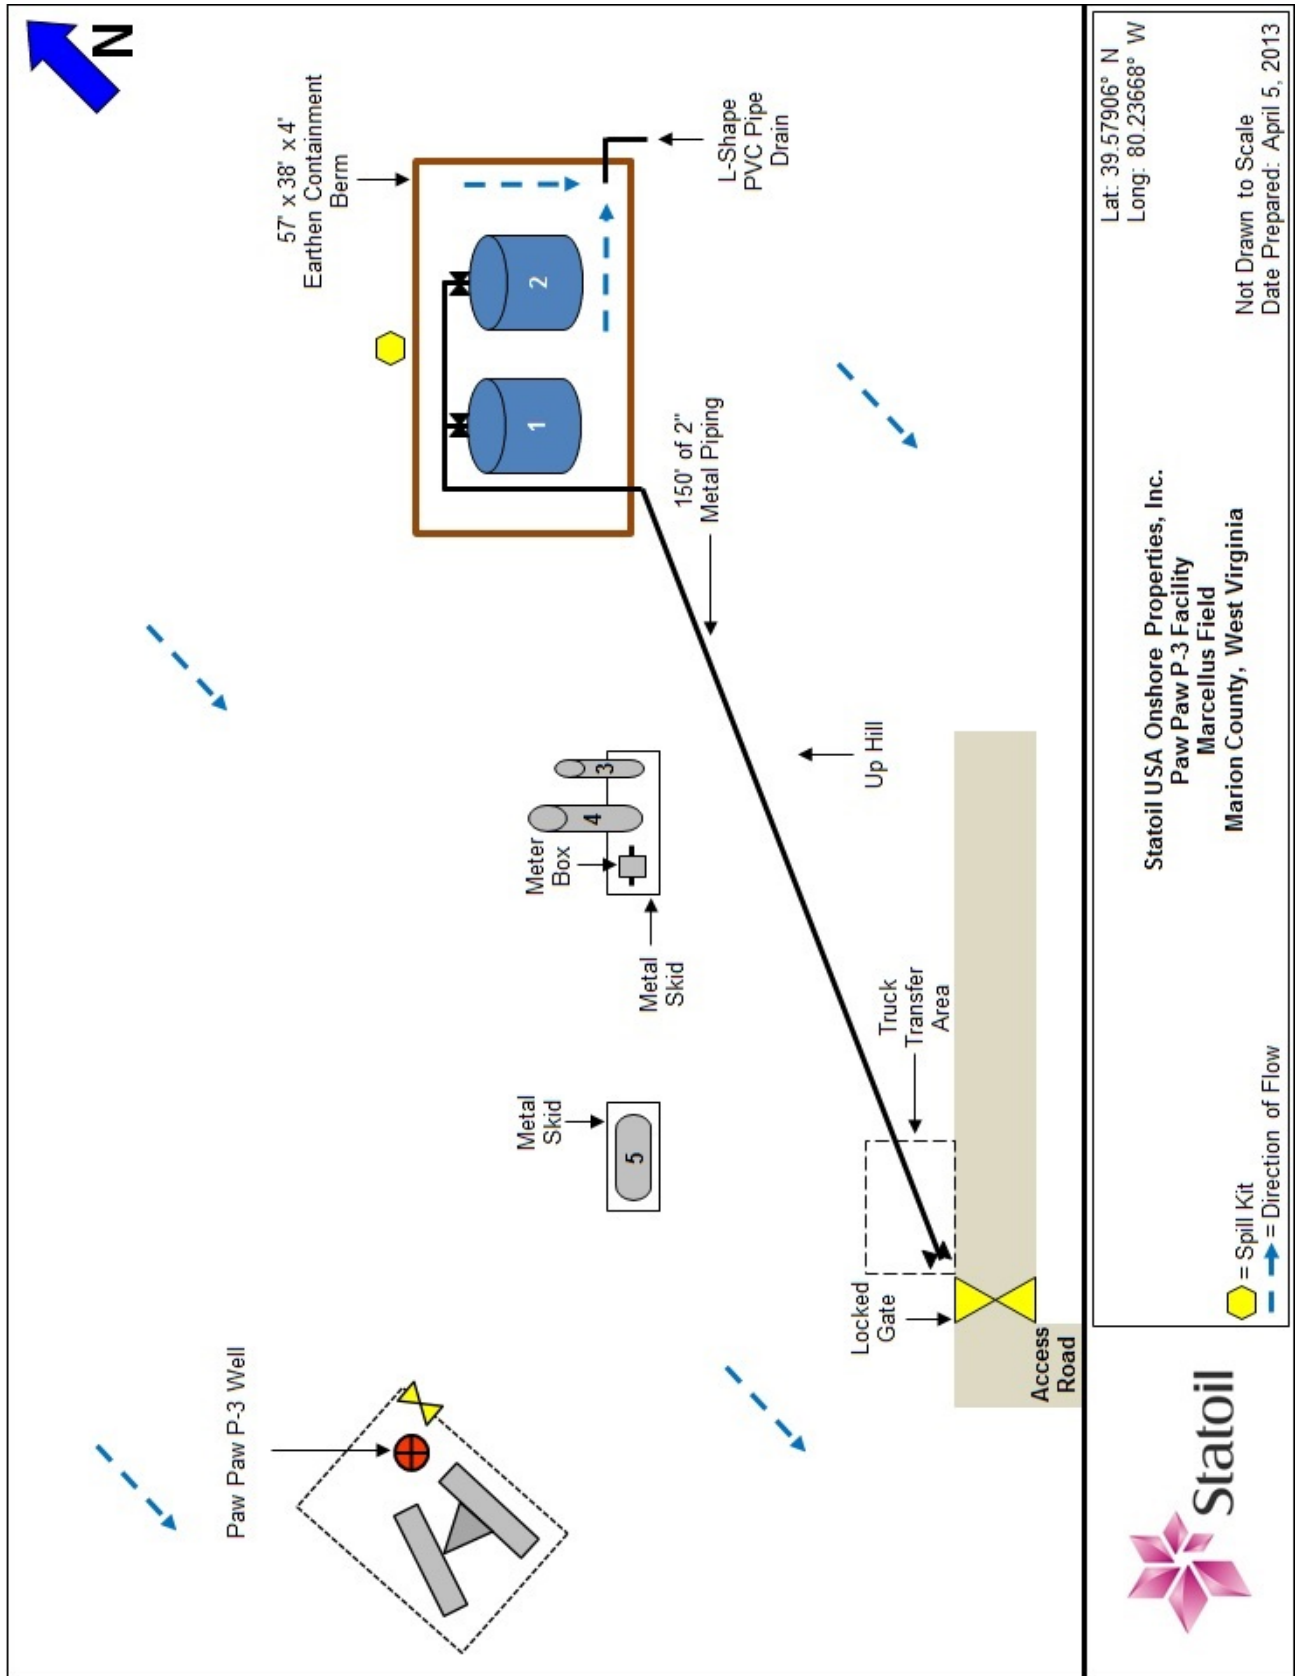 N
57' x 38' x 4'
Earthen Containment
Berm
L-Shape
PVC Pipe
Drain
1
2
150' of 2"
Metal Piping
Up Hill
3
4
Meter
Box
Metal
Skid
Metal
Skid
5
Truck
Transfer
Area
Locked
Gate
Access
Road
Paw Paw P-3 Well
Statoil
= Spill Kit
= Direction of Flow
Statoil USA Onshore Properties, Inc.
Paw Paw P-3 Facility
Marcellus Field
Marion County, West Virginia
Lat: 39.57906° N
Long: 80.23668° W
Not Drawn to Scale
Date Prepared: April 5, 2013